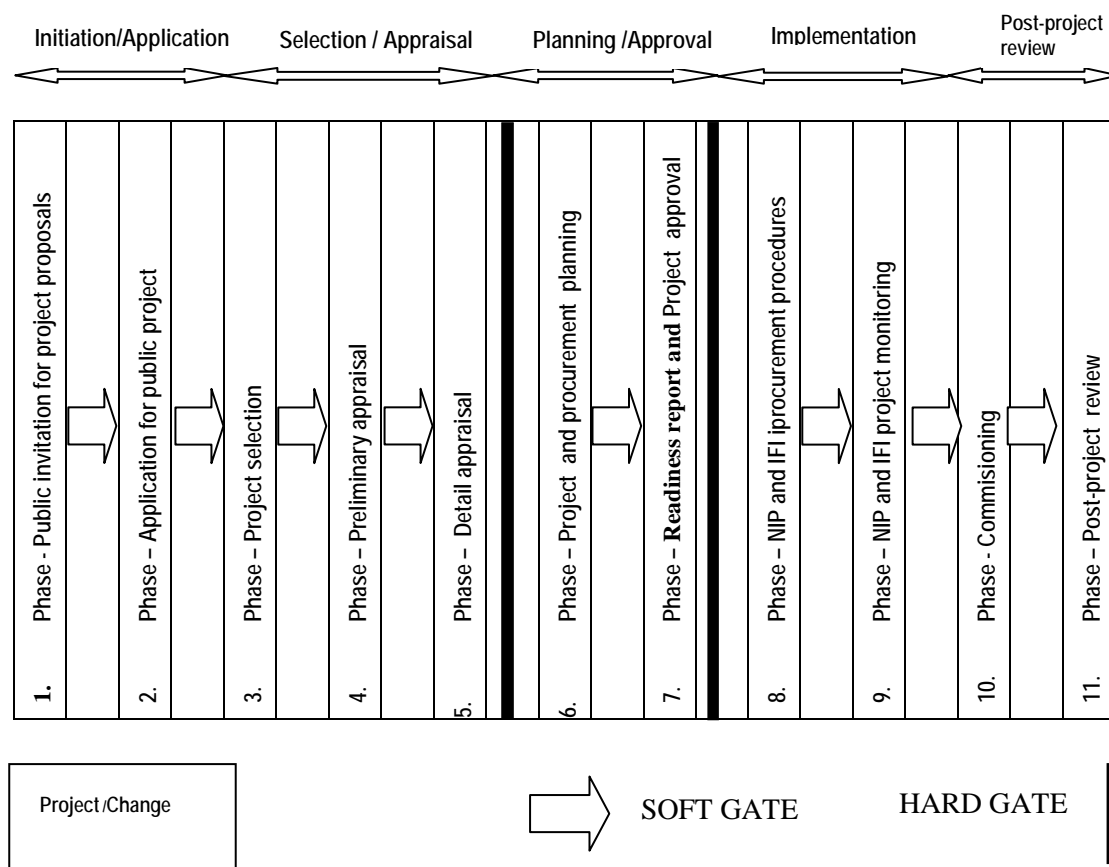 Initiation/Application
Selection / Appraisal
Planning /Approval
Implementation
Post-project
review
1. Phase - Public invitation for project proposals
2. Phase – Application for public project
3. Phase – Project selection
4. Phase – Preliminary appraisal
5. Phase – Detail appraisal
6. Phase – Project and procurement planning
7. Phase – Readiness report and Project approval
8. Phase – NIP and IFI iprocurement procedures
9. Phase – NIP and IFI project monitoring
10. Phase - Commisioning
11. Phase – Post-project review
Project /Change
SOFT GATE
HARD GATE